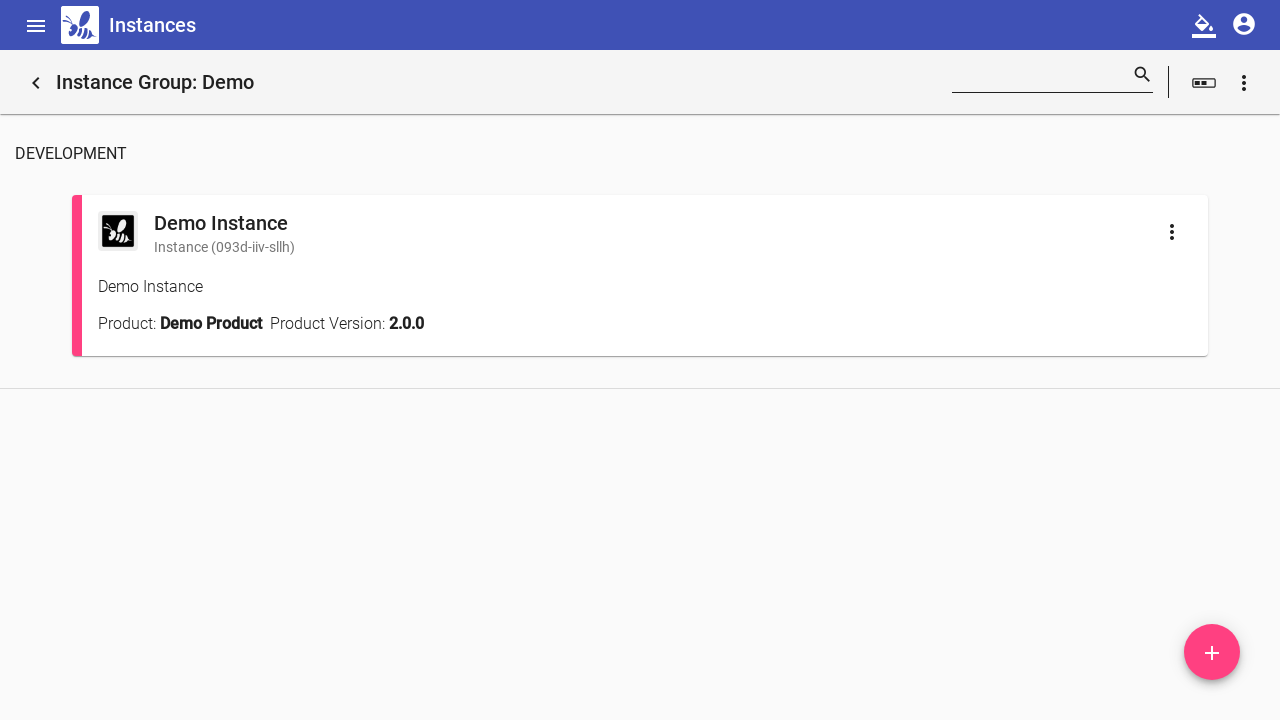 Instances
Instance Group: Demo
DEVELOPMENT
Demo Instance
Instance (093d-iiv-sllh)
Demo Instance
Product: Demo Product Product Version: 2.0.0